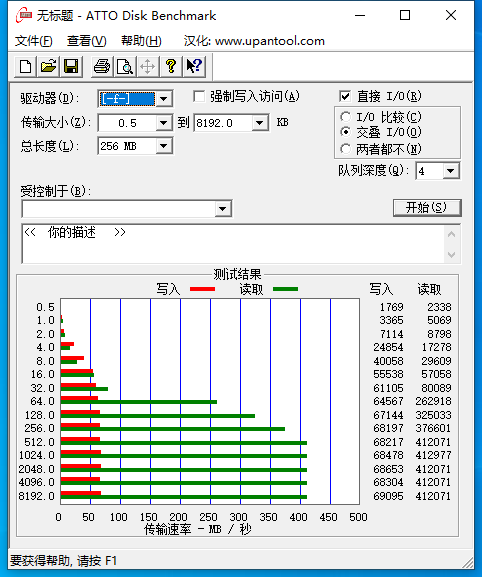 无标题 - ATTO Disk Benchmark
文件(F) 查看(V) 帮助(H) 汉化: www.upantool.com
驱动器(D): [-f-] 强制写入访问(A) 直接 I/O(R)
传输大小(Z): 0.5 到 8192.0 KB I/O 比较(C)
交叠 I/O(O)
总长度(L): 256 MB 两者都不(N)
队列深度(Q): 4
受控制于(B):
开始(S)
<< 你的描述 >>
测试结果
写入 读取 写入 读取
0.5 1769 2338
1.0 3365 5069
2.0 7114 8798
4.0 24854 17278
8.0 40058 29609
16.0 55538 57058
32.0 61105 80089
64.0 64567 262918
128.0 67144 325033
256.0 68197 376601
512.0 68217 412071
1024.0 68478 412977
2048.0 68653 412071
4096.0 68304 412071
8192.0 69095 412071
0 50 100 150 200 250 300 350 400 450 500
传输速率 - MB / 秒
要获得帮助, 请按 F1